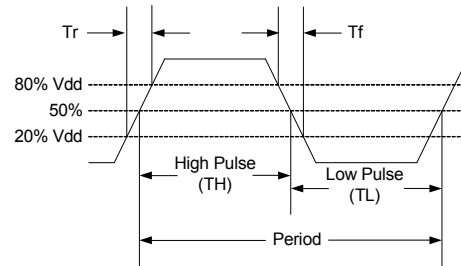 Tr
Tf
80% Vdd
50%
20% Vdd
High Pulse
(TH)
Low Pulse
(TL)
Period